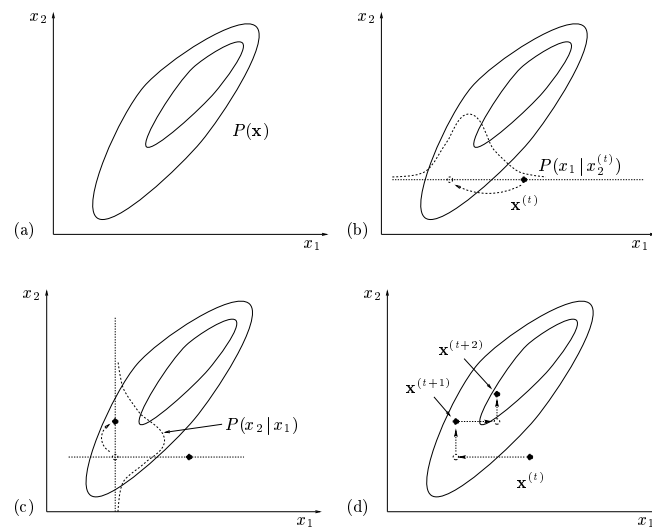 x₂
P(x)
(a)
x₁
x₂
P(x₁ | x₂⁽ᵗ⁾)
x⁽ᵗ⁾
(b)
x₁
x₂
P(x₂ | x₁)
(c)
x₁
x₂
x⁽ᵗ⁺²⁾
x⁽ᵗ⁺¹⁾
x⁽ᵗ⁾
(d)
x₁